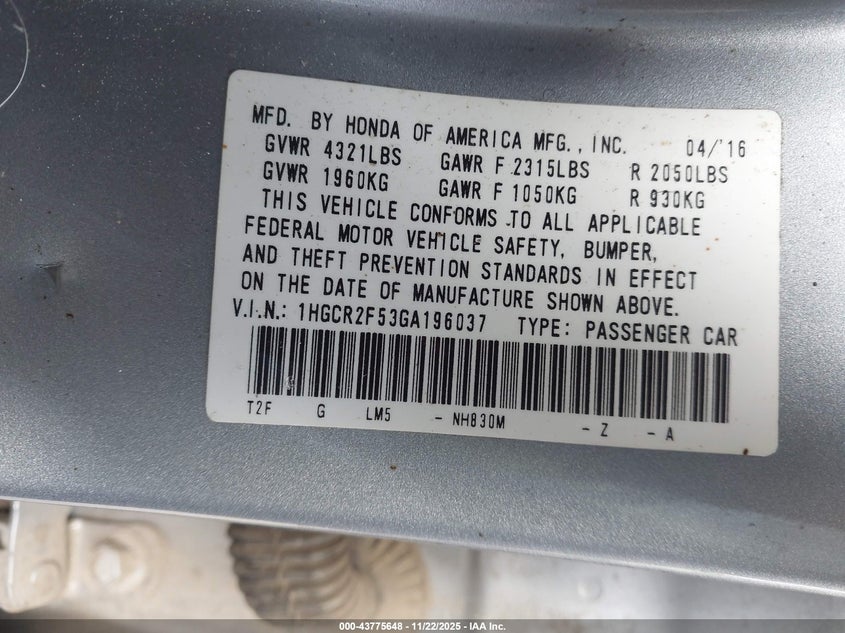 MFD. BY HONDA OF AMERICA MFG., INC. 04/'16
GVWR 4321LBS GAWR F 2315LBS R 2050LBS
GVWR 1960KG GAWR F 1050KG R 930KG
THIS VEHICLE CONFORMS TO ALL APPLICABLE
FEDERAL MOTOR VEHICLE SAFETY, BUMPER,
AND THEFT PREVENTION STANDARDS IN EFFECT
ON THE DATE OF MANUFACTURE SHOWN ABOVE.
V.I.N.: 1HGCR2F53GA196037 TYPE: PASSENGER CAR
T2F G LM5 - NH830M - Z - A
000-43775648 - 11/22/2025 - IAA Inc.